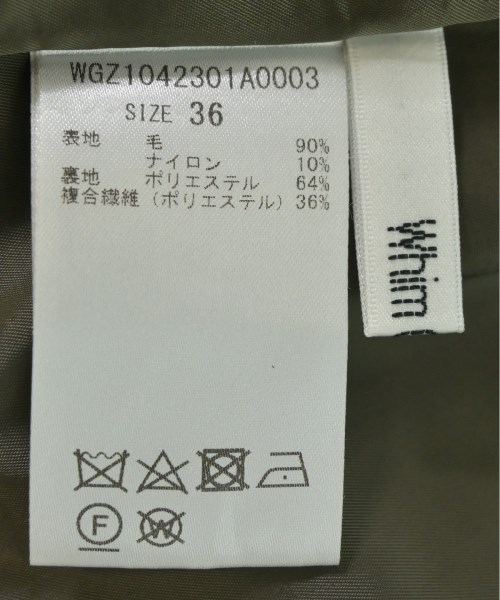 WGZ1042301A0003
SIZE 36
表地 毛 90%
ナイロン 10%
裏地 ポリエステル 64%
複合繊維 (ポリエステル) 36%
F
W
Whim